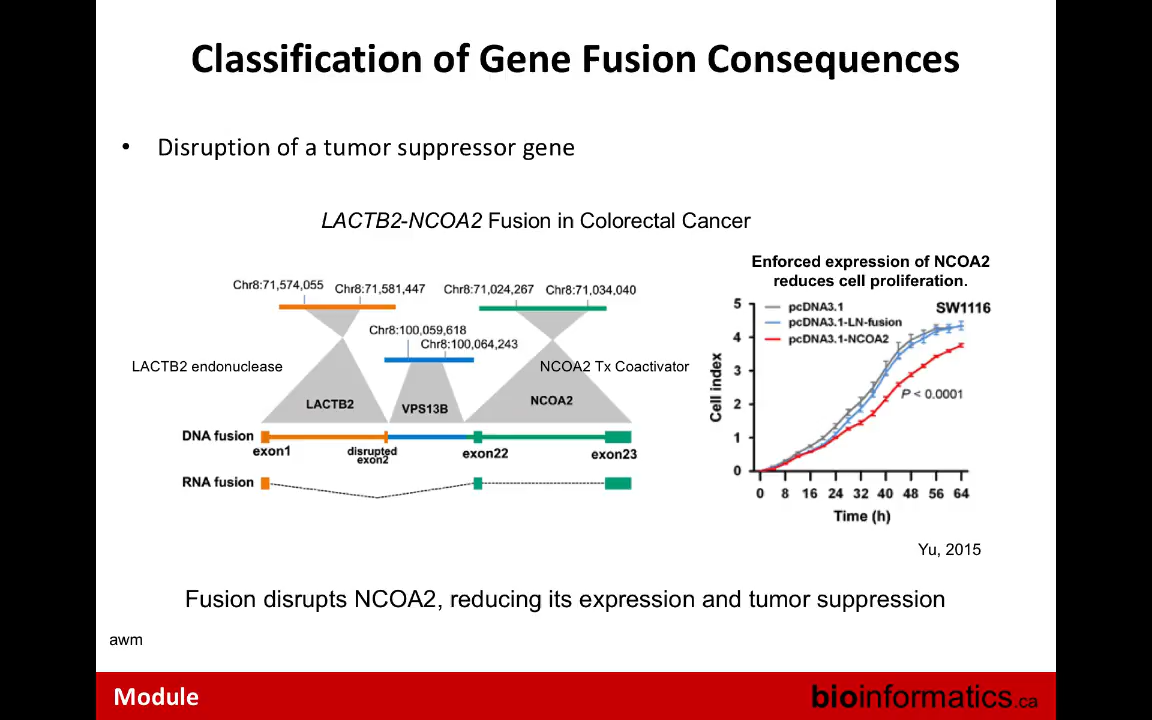 Classification of Gene Fusion Consequences
• Disruption of a tumor suppressor gene
LACTB2-NCOA2 Fusion in Colorectal Cancer
Chr8:71,574,055
Chr8:71,581,447
Chr8:71,024,267
Chr8:71,034,040
Chr8:100,059,618
Chr8:100,064,243
LACTB2 endonuclease
NCOA2 Tx Coactivator
LACTB2
VPS13B
NCOA2
DNA fusion
exon1
disrupted
exon2
exon22
exon23
RNA fusion
Enforced expression of NCOA2
reduces cell proliferation.
SW1116
pcDNA3.1
pcDNA3.1-LN-fusion
pcDNA3.1-NCOA2
P < 0.0001
Cell index
5
4
3
2
1
0
0 8 16 24 32 40 48 56 64
Time (h)
Yu, 2015
Fusion disrupts NCOA2, reducing its expression and tumor suppression
awm
Module
bioinformatics.ca